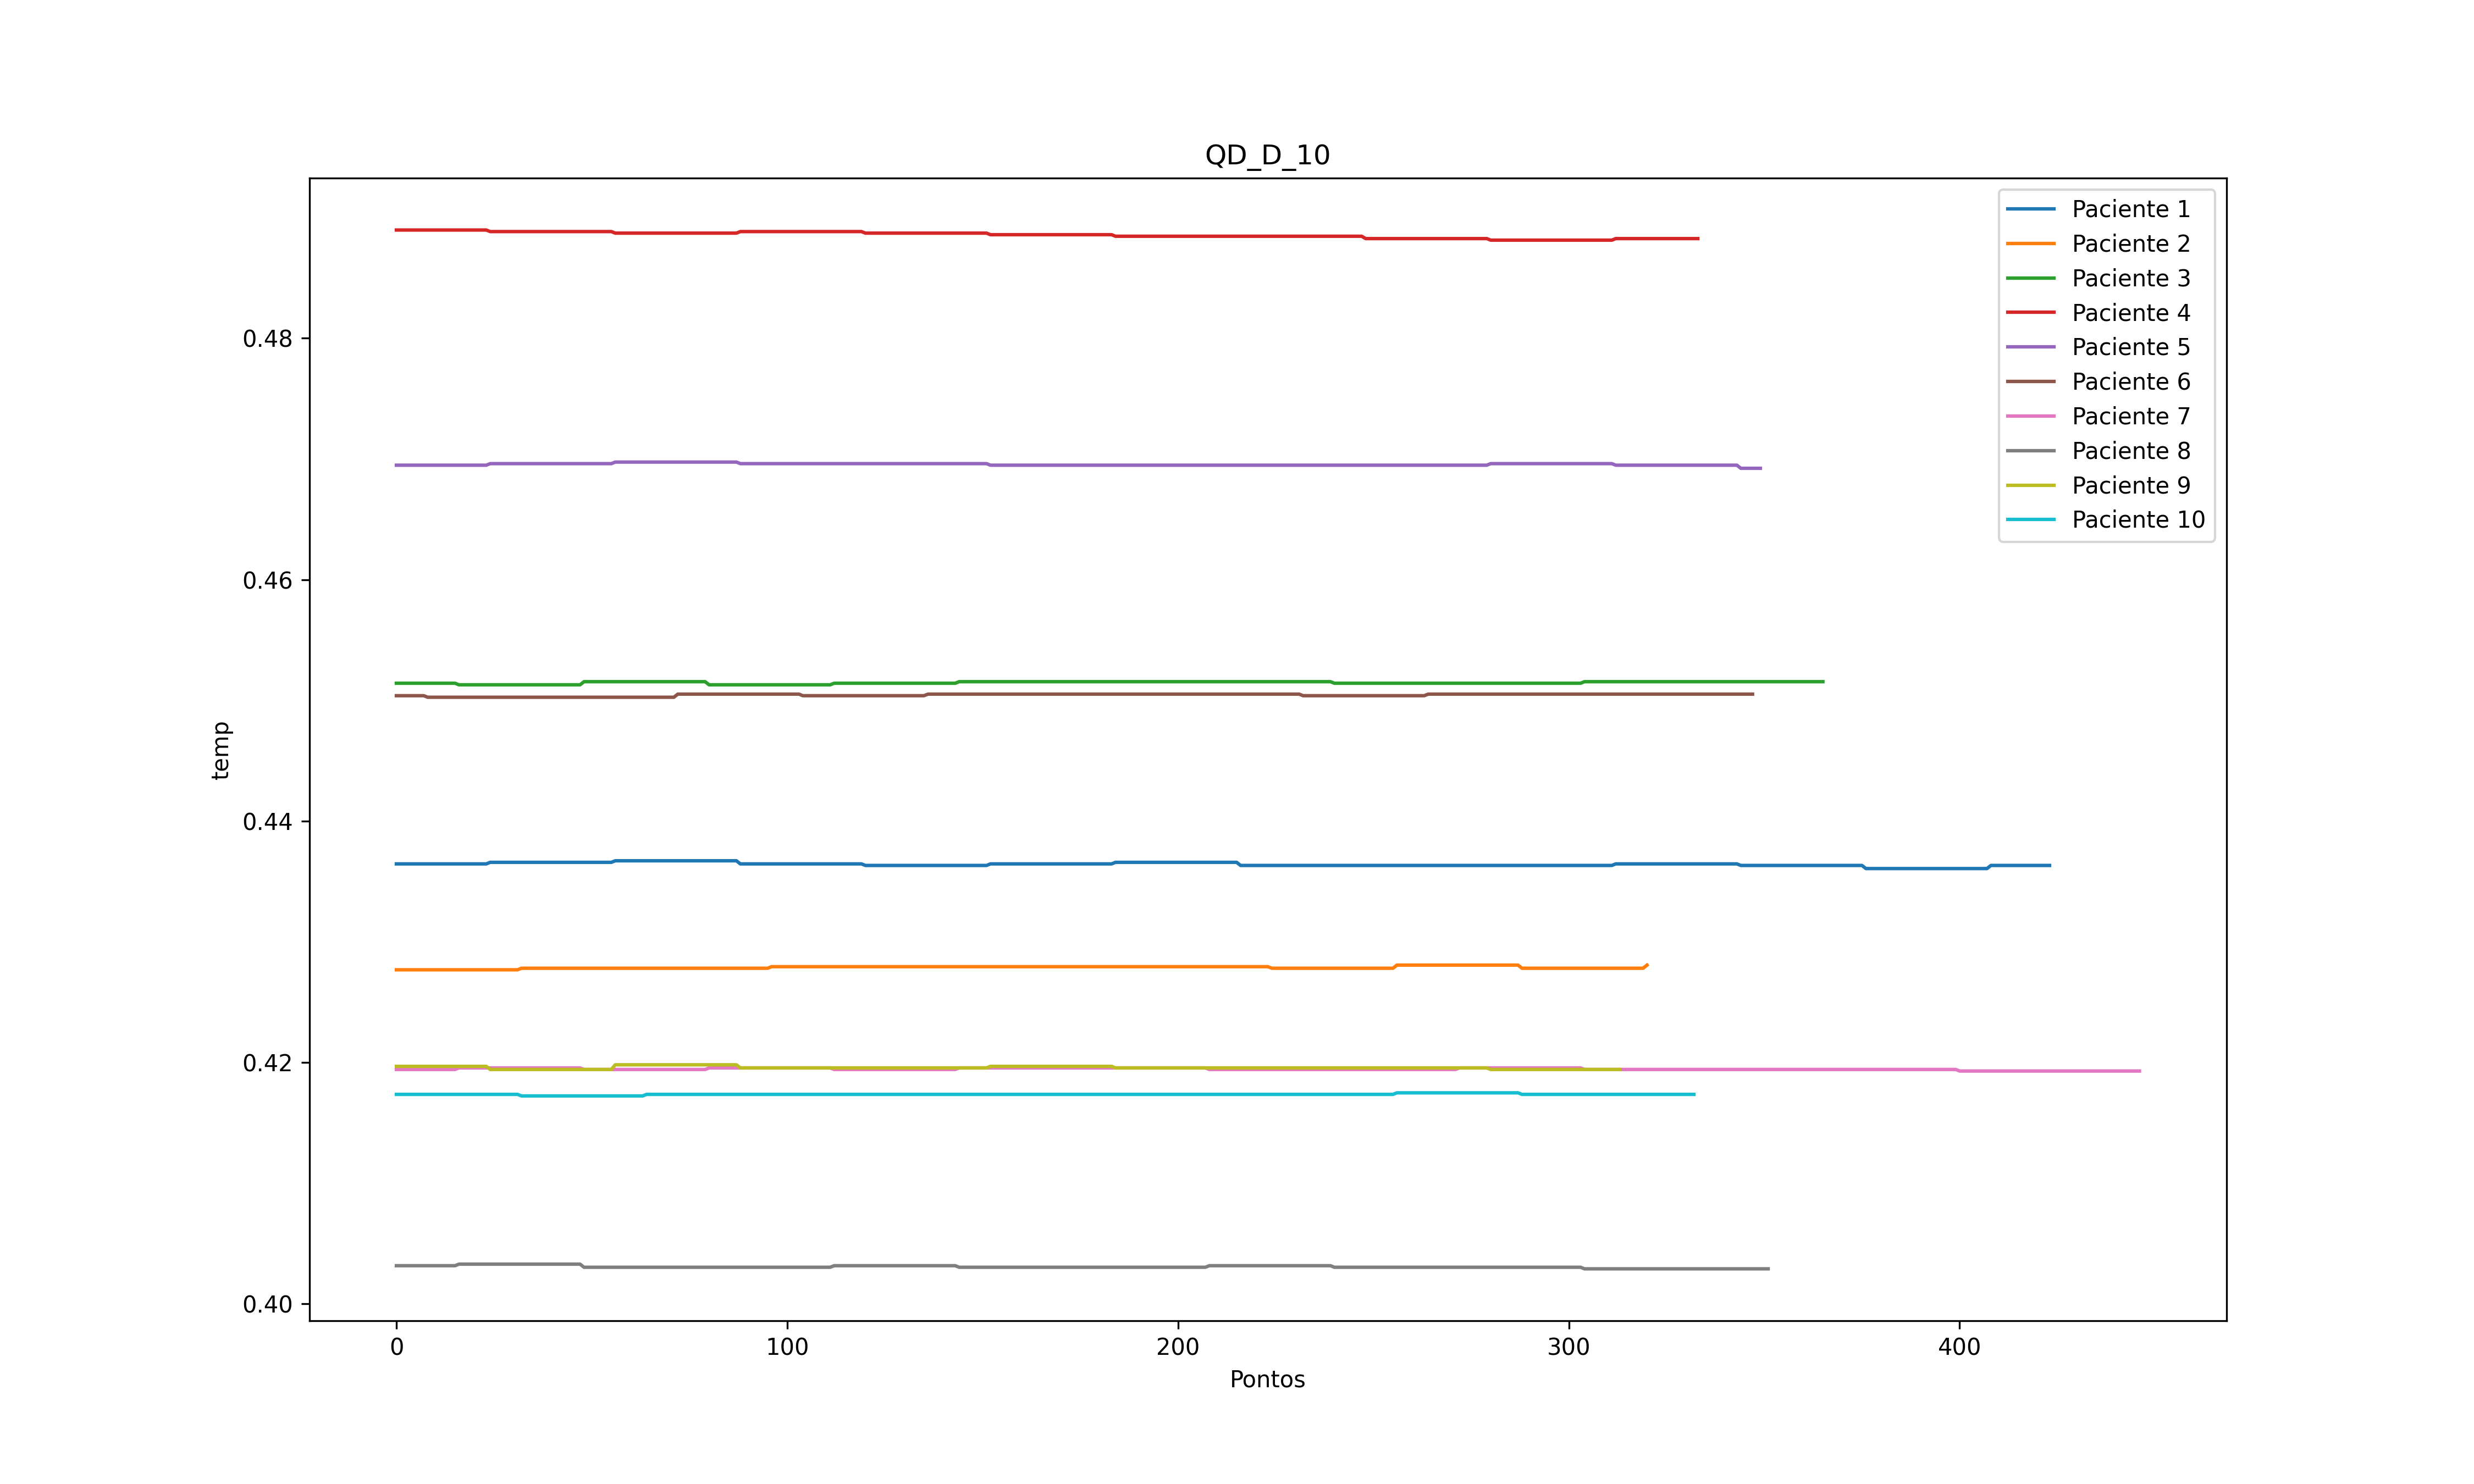 QD_D_10
Paciente 1
Paciente 2
Paciente 3
Paciente 4
Paciente 5
Paciente 6
Paciente 7
Paciente 8
Paciente 9
Paciente 10
0.48
0.46
0.44
0.42
0.40
temp
0 100 200 300 400
Pontos